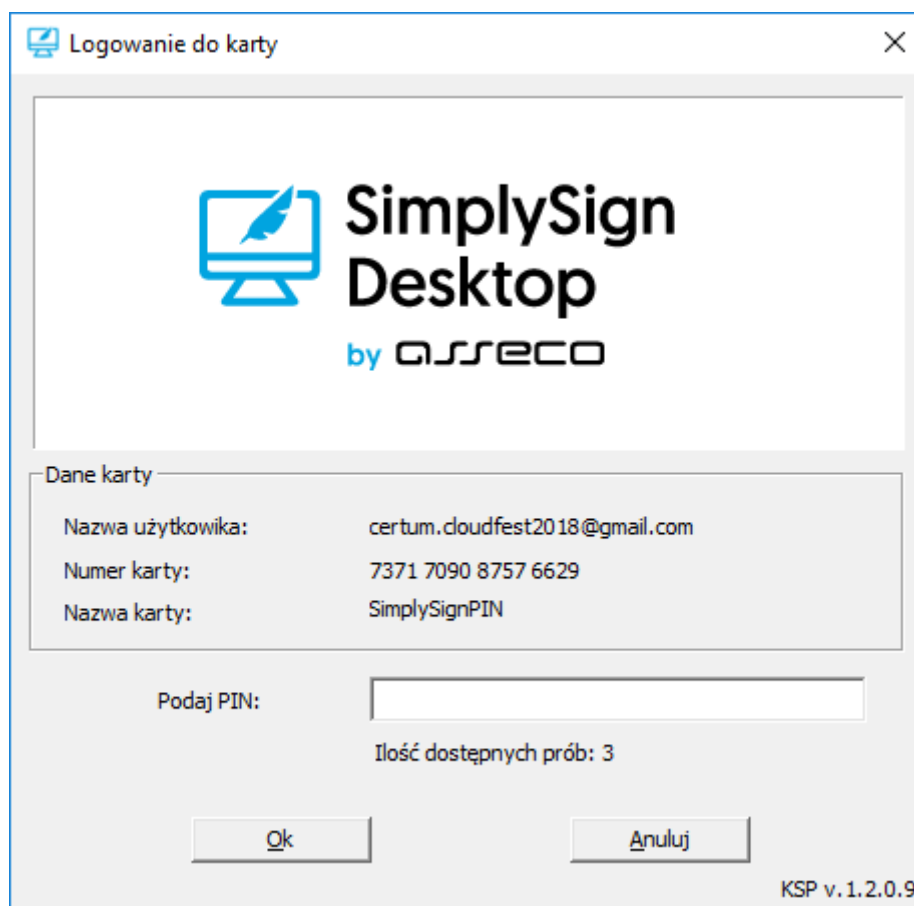 Logowanie do karty
SimplySign
Desktop
by asseco
Dane karty
Nazwa użytkowika: certum.cloudfest2018@gmail.com
Numer karty: 7371 7090 8757 6629
Nazwa karty: SimplySignPIN
Podaj PIN:
Ilość dostępnych prób: 3
Ok Anuluj
KSP v.1.2.0.9